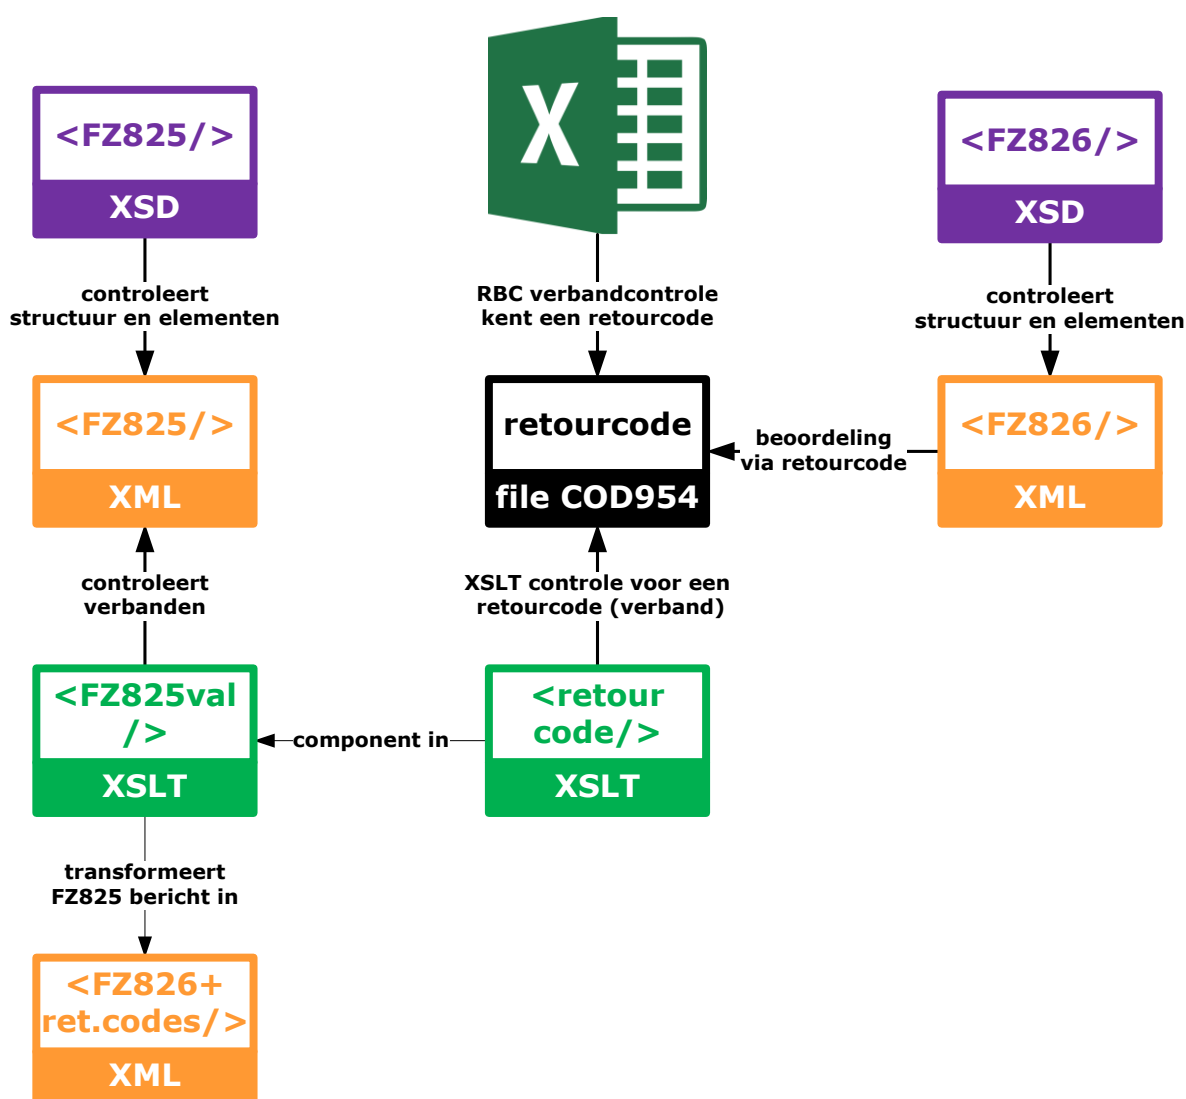 <FZ825/>
XSD
X
<FZ826/>
XSD
controleert
structuur en elementen
RBC verbandcontrole
kent een retourcode
controleert
structuur en elementen
<FZ825/>
XML
retourcode
file COD954
beoordeling
via retourcode
<FZ826/>
XML
controleert
verbanden
XSLT controle voor een
retourcode (verband)
<FZ825val
/>
XSLT
component in
<retour
code/>
XSLT
transformeert
FZ825 bericht in
<FZ826+
ret.codes/>
XML